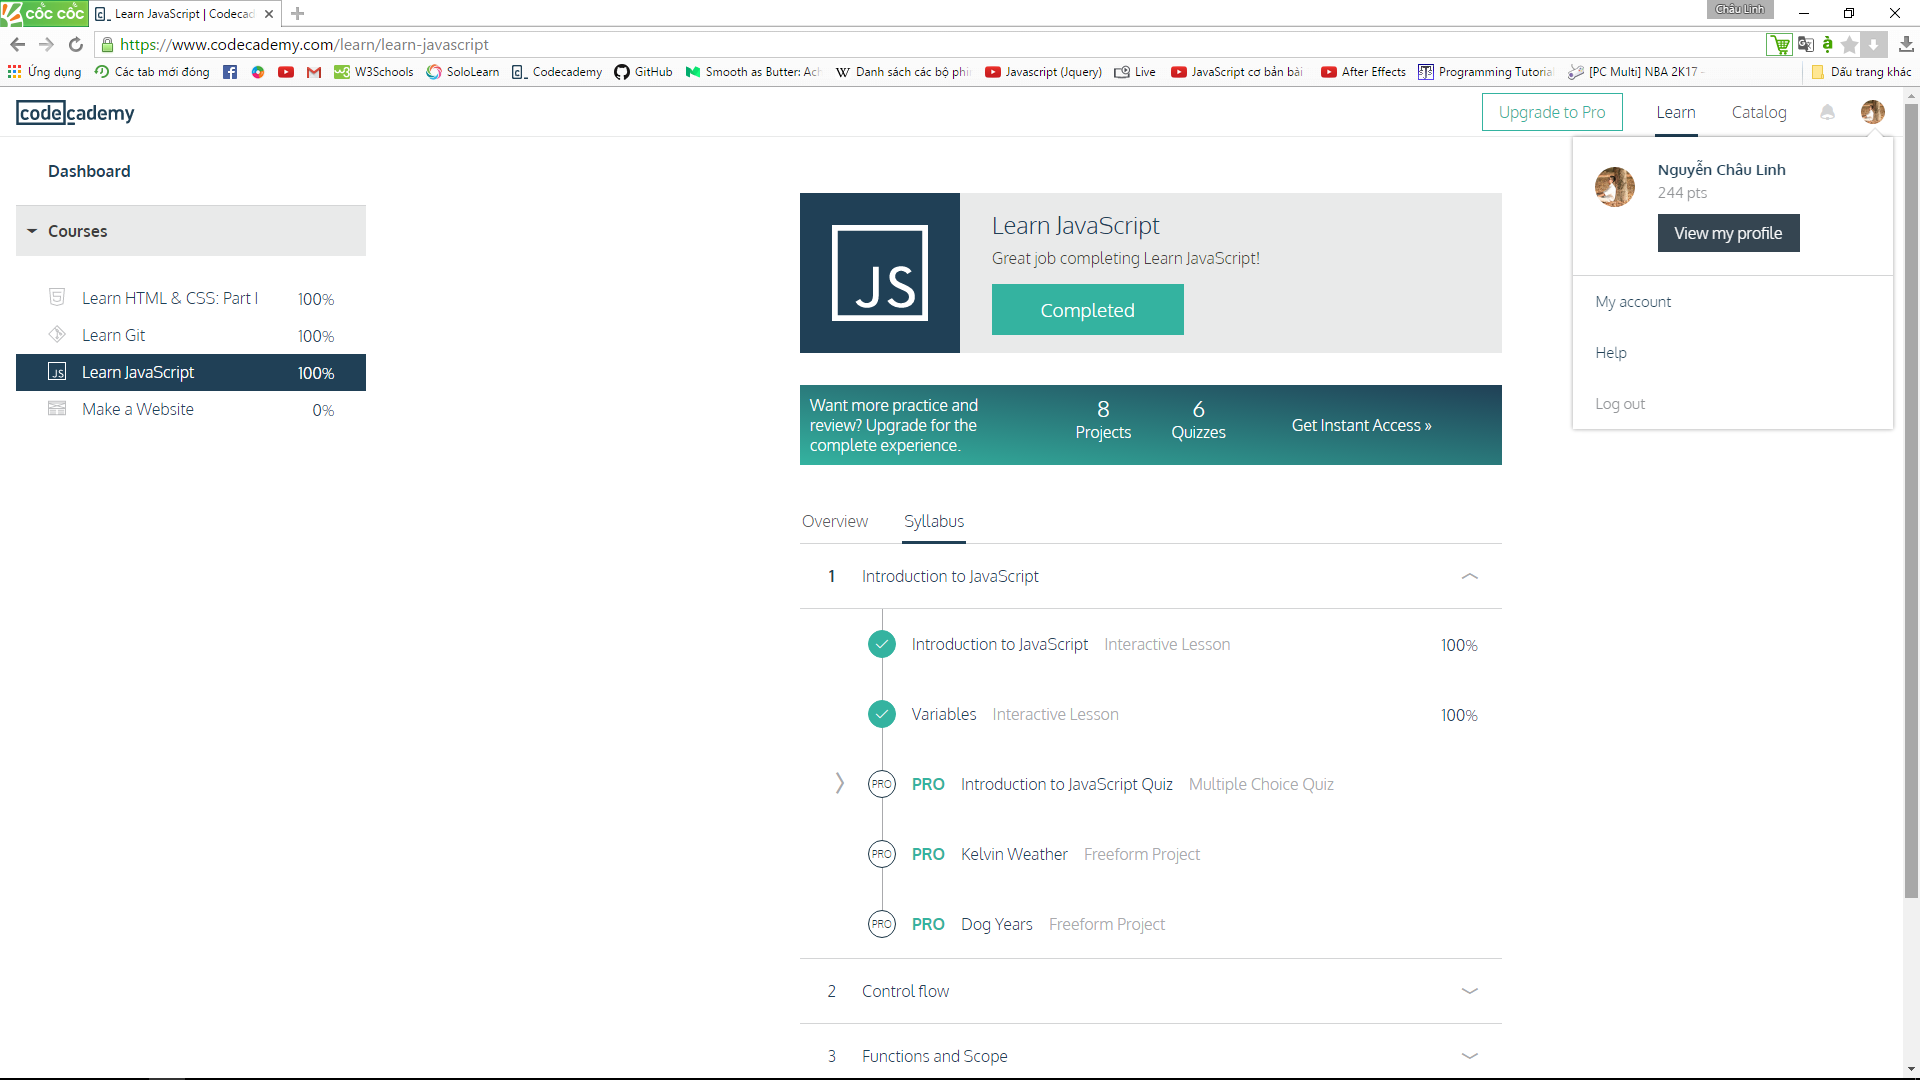 cốc cốc
Learn JavaScript | Codecad
Châu Linh
https://www.codecademy.com/learn/learn-javascript
Ứng dụng
Các tab mới đóng
W3Schools
SoloLearn
Codecademy
GitHub
Smooth as Butter: Ach
Danh sách các bộ phim
Javascript (Jquery)
Live
JavaScript cơ bản bài
After Effects
Programming Tutoria
[PC Multi] NBA 2K17 -
Dấu trang khác
codecademy
Upgrade to Pro
Learn
Catalog
Nguyễn Châu Linh
244 pts
View my profile
My account
Help
Log out
Dashboard
Courses
Learn HTML & CSS: Part I 100%
Learn Git 100%
JS Learn JavaScript 100%
Make a Website 0%
JS
Learn JavaScript
Great job completing Learn JavaScript!
Completed
Want more practice and
review? Upgrade for the
complete experience.
8
Projects
6
Quizzes
Get Instant Access »
Overview
Syllabus
1 Introduction to JavaScript
Introduction to JavaScript Interactive Lesson 100%
Variables Interactive Lesson 100%
PRO PRO Introduction to JavaScript Quiz Multiple Choice Quiz
PRO PRO Kelvin Weather Freeform Project
PRO PRO Dog Years Freeform Project
2 Control flow
3 Functions and Scope